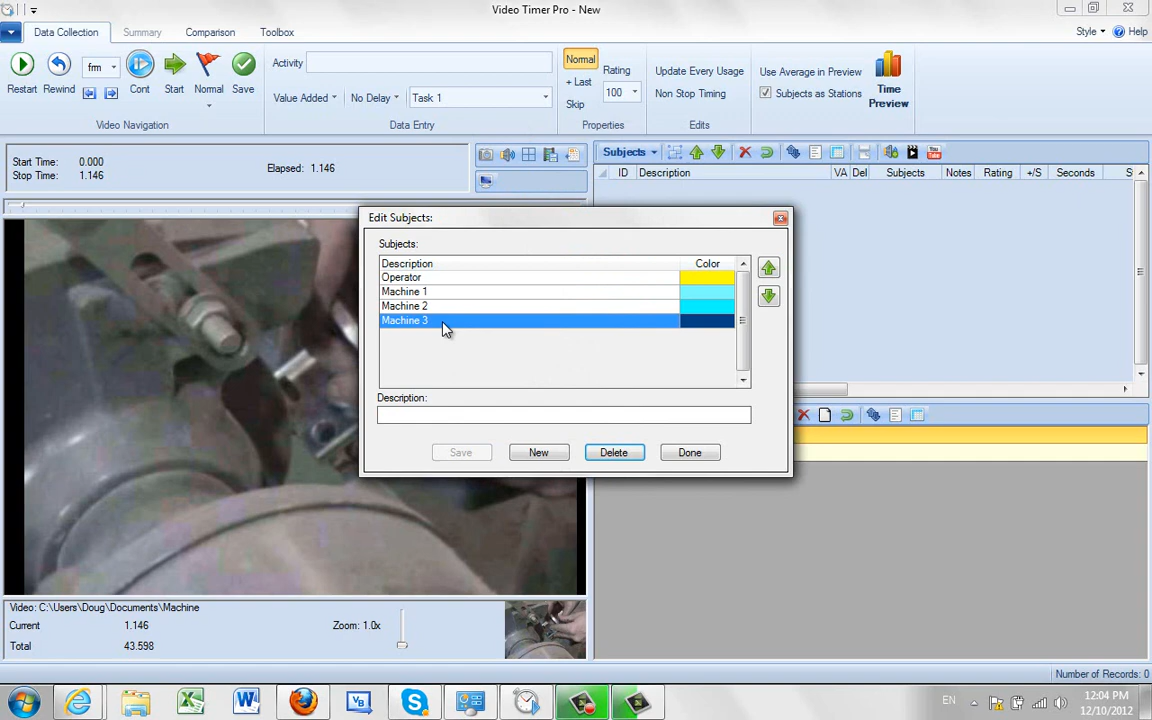 Video Timer Pro - New
Data Collection Summary Comparison Toolbox Style Help
Restart Rewind frm Cont Start Normal Save
Video Navigation
Activity
Value Added No Delay Task 1
Data Entry
Normal
+ Last
Skip
Rating
100
Properties
Update Every Usage
Non Stop Timing
Edits
Use Average in Preview
Subjects as Stations
Time
Preview
Start Time: 0.000
Stop Time: 1.146
Elapsed: 1.146
Subjects
ID Description VA Del Subjects Notes Rating +/S Seconds S
Edit Subjects:
Subjects:
Description Color
Operator
Machine 1
Machine 2
Machine 3
Description:
Save New Delete Done
Video: C:\Users\Doug\Documents\Machine
Current 1.146
Total 43.598
Zoom: 1.0x
Number of Records: 0
EN
12:04 PM
12/10/2012